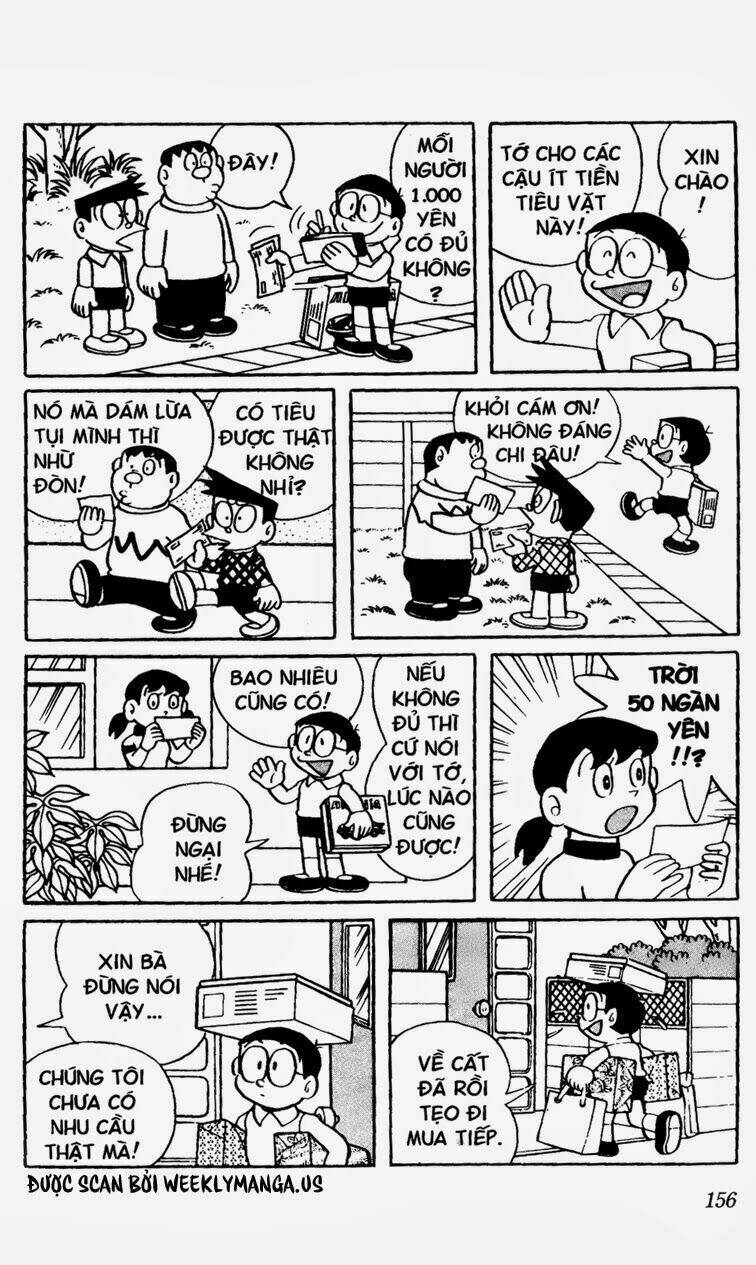 XIN
CHÀO
!
TỚ CHO CÁC
CẬU ÍT TIỀN
TIÊU VẶT
NÀY!
MỖI
NGƯỜI
1.000
YÊN
CÓ ĐỦ
KHÔNG
?
ĐÂY!
KHỎI CÁM ƠN!
KHÔNG ĐÁNG
CHI ĐÂU!
CÓ TIÊU
ĐƯỢC THẬT
KHÔNG
NHỈ?
NÓ MÀ DÁM LỪA
TỤI MÌNH THÌ
NHỪ
ĐÒN!
TRỜI
50 NGÀN
YÊN
!!?
NẾU
KHÔNG
ĐỦ THÌ
CỨ NÓI
VỚI TỚ,
LÚC NÀO
CŨNG
ĐƯỢC!
BAO NHIÊU
CŨNG CÓ!
ĐỪNG
NGẠI
NHÉ!
VỀ CẤT
ĐÃ RỒI
TẸO ĐI
MUA TIẾP.
XIN BÀ
ĐỪNG NÓI
VẬY...
CHÚNG TÔI
CHƯA CÓ
NHU CẦU
THẬT MÀ!
ĐƯỢC SCAN BỞI WEEKLYMANGA.US
156